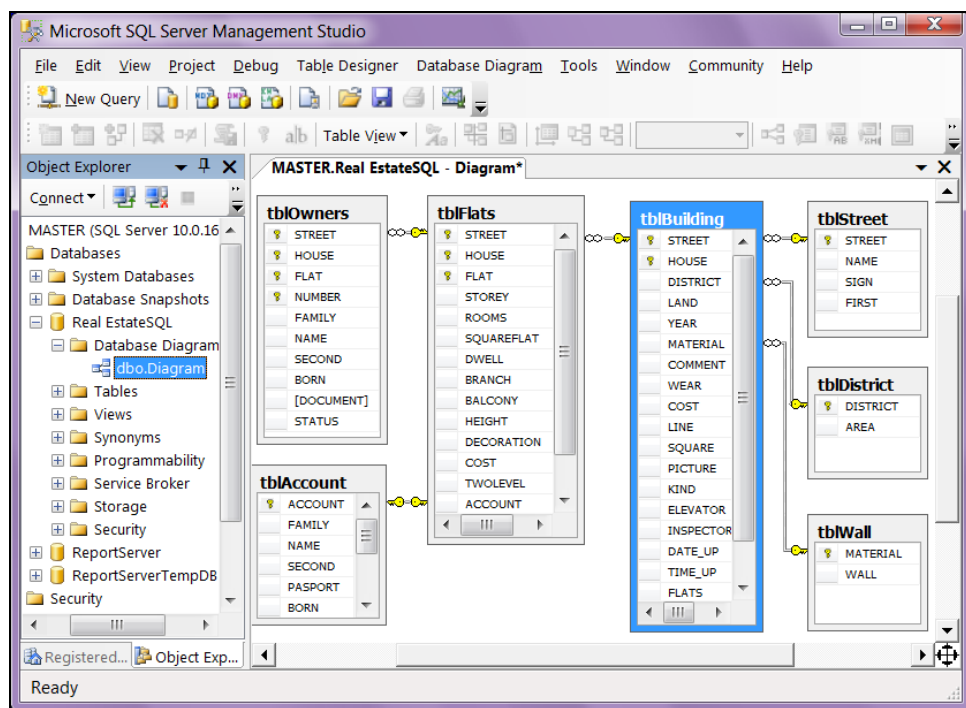 Microsoft SQL Server Management Studio
File Edit View Project Debug Table Designer Database Diagram Tools Window Community Help
New Query
Table View
Object Explorer
Connect
MASTER (SQL Server 10.0.16
Databases
System Databases
Database Snapshots
Real EstateSQL
Database Diagram
dbo.Diagram
Tables
Views
Synonyms
Programmability
Service Broker
Storage
Security
ReportServer
ReportServerTempDB
Security
Registered... Object Exp...
MASTER.Real EstateSQL - Diagram*
tblOwners
STREET
HOUSE
FLAT
NUMBER
FAMILY
NAME
SECOND
BORN
[DOCUMENT]
STATUS
tblAccount
ACCOUNT
FAMILY
NAME
SECOND
PASPORT
BORN
tblFlats
STREET
HOUSE
FLAT
STOREY
ROOMS
SQUAREFLAT
DWELL
BRANCH
BALCONY
HEIGHT
DECORATION
COST
TWOLEVEL
ACCOUNT
tblBuilding
STREET
HOUSE
DISTRICT
LAND
YEAR
MATERIAL
COMMENT
WEAR
COST
LINE
SQUARE
PICTURE
KIND
ELEVATOR
INSPECTOR
DATE_UP
TIME_UP
FLATS
tblStreet
STREET
NAME
SIGN
FIRST
tblDistrict
DISTRICT
AREA
tblWall
MATERIAL
WALL
Ready